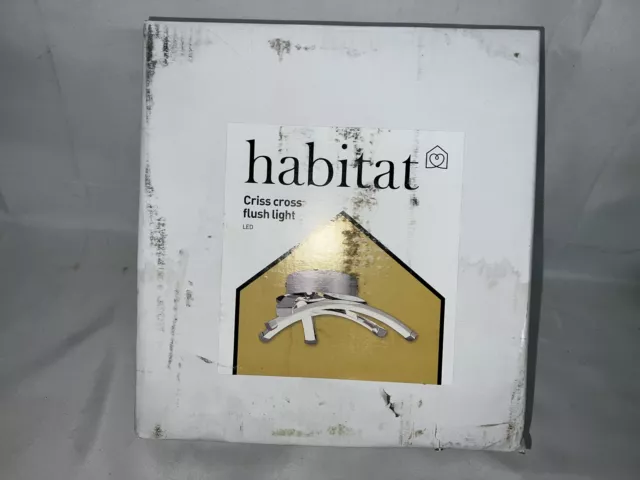 habitat
Criss cross
flush light
LED